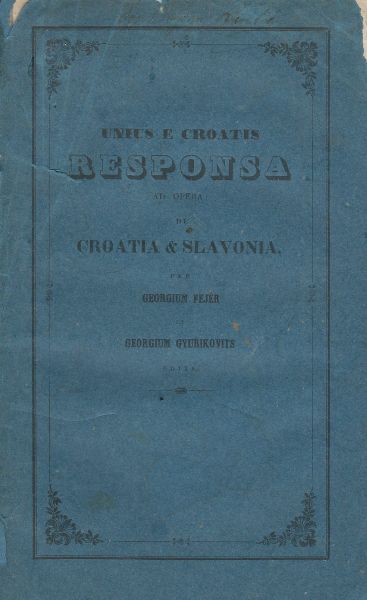 UNIUS E CROATIS
RESPONSA
AD OPERA
DE
CROATIA & SLAVONIA,
PER
GEORGIUM FEJÉR
ET
GEORGIUM GYURIKOVITS
EDITA.